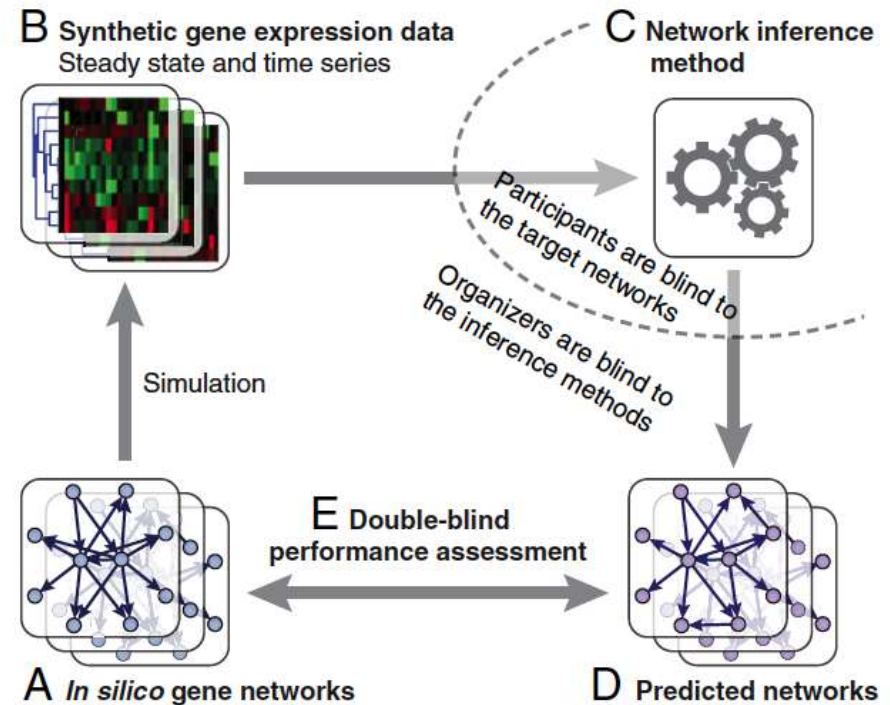 B Synthetic gene expression data
Steady state and time series
C Network inference
method
Participants are blind to
the target networks
Organizers are blind to
the inference methods
Simulation
E Double-blind
performance assessment
A In silico gene networks
D Predicted networks